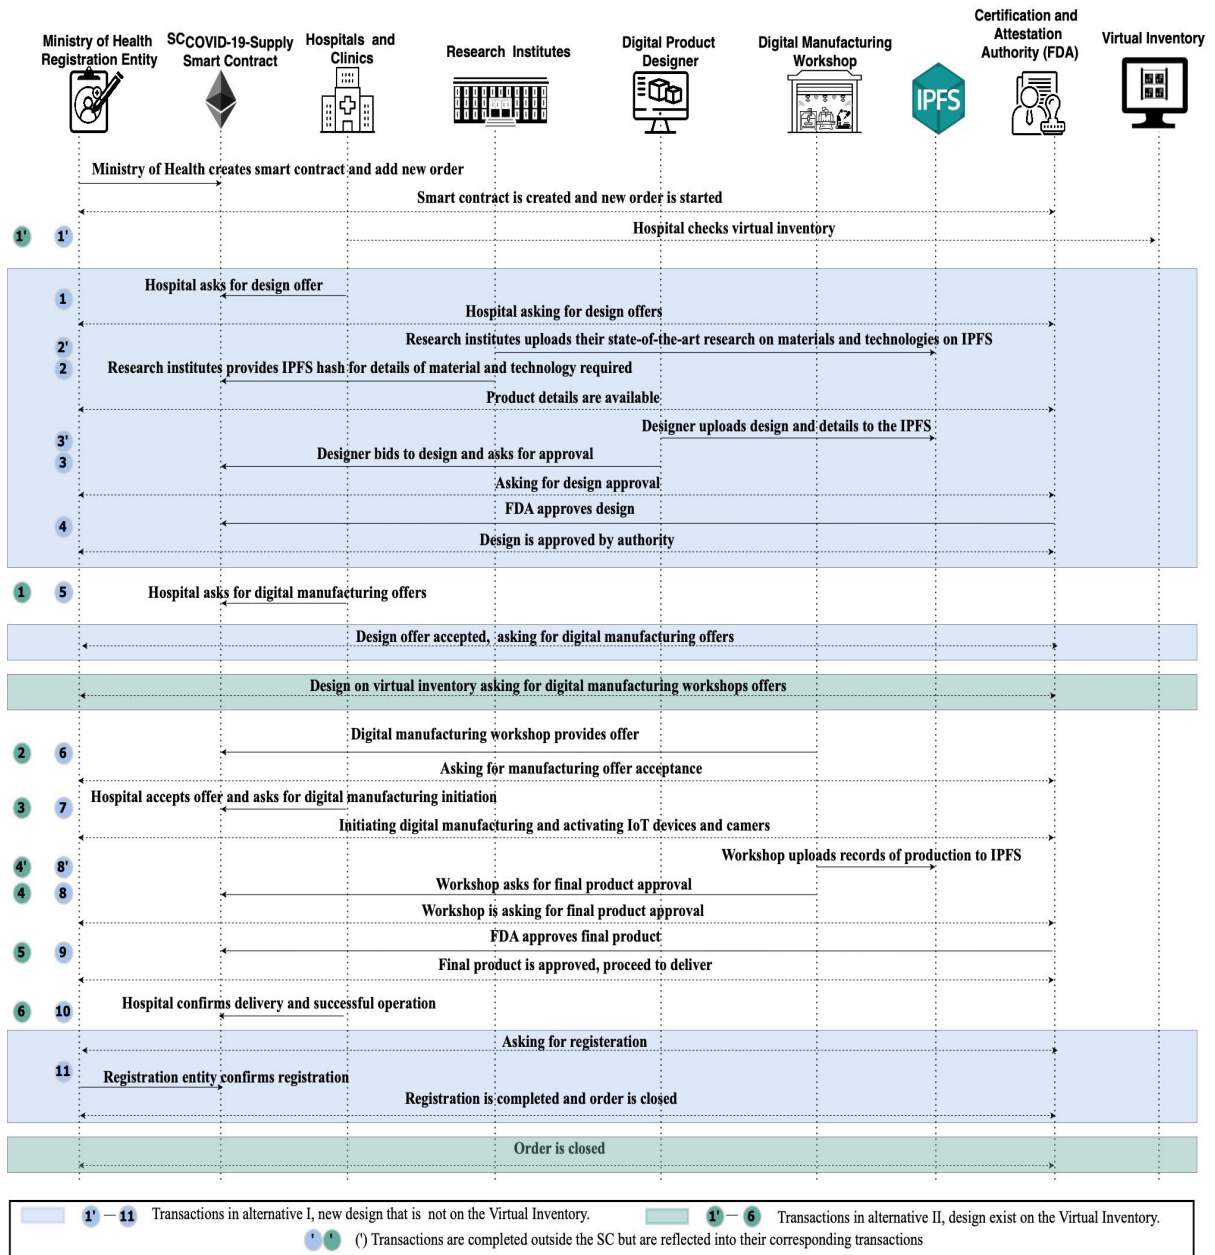 Ministry of Health
Registration Entity
SCCOVID-19-Supply
Smart Contract
Hospitals and
Clinics
Research Institutes
Digital Product
Designer
Digital Manufacturing
Workshop
IPFS
Certification and
Attestation
Authority (FDA)
Virtual Inventory
Ministry of Health creates smart contract and add new order
Smart contract is created and new order is started
1' 1' Hospital checks virtual inventory
Hospital asks for design offer
1
Hospital asking for design offers
2' Research institutes uploads their state-of-the-art research on materials and technologies on IPFS
2 Research institutes provides IPFS hash for details of material and technology required
Product details are available
Designer uploads design and details to the IPFS
3'
3 Designer bids to design and asks for approval
Asking for design approval
FDA approves design
4
Design is approved by authority
1 5 Hospital asks for digital manufacturing offers
Design offer accepted, asking for digital manufacturing offers
Design on virtual inventory asking for digital manufacturing workshops offers
Digital manufacturing workshop provides offer
2 6
Asking for manufacturing offer acceptance
Hospital accepts offer and asks for digital manufacturing initiation
3 7
Initiating digital manufacturing and activating IoT devices and camers
4' 8' Workshop uploads records of production to IPFS
4 8 Workshop asks for final product approval
Workshop is asking for final product approval
FDA approves final product
5 9
Final product is approved, proceed to deliver
Hospital confirms delivery and successful operation
6 10
Asking for registeration
11
Registration entity confirms registration
Registration is completed and order is closed
Order is closed
1' — 11 Transactions in alternative I, new design that is not on the Virtual Inventory.
1' — 6 Transactions in alternative II, design exist on the Virtual Inventory.
' ' (') Transactions are completed outside the SC but are reflected into their corresponding transactions